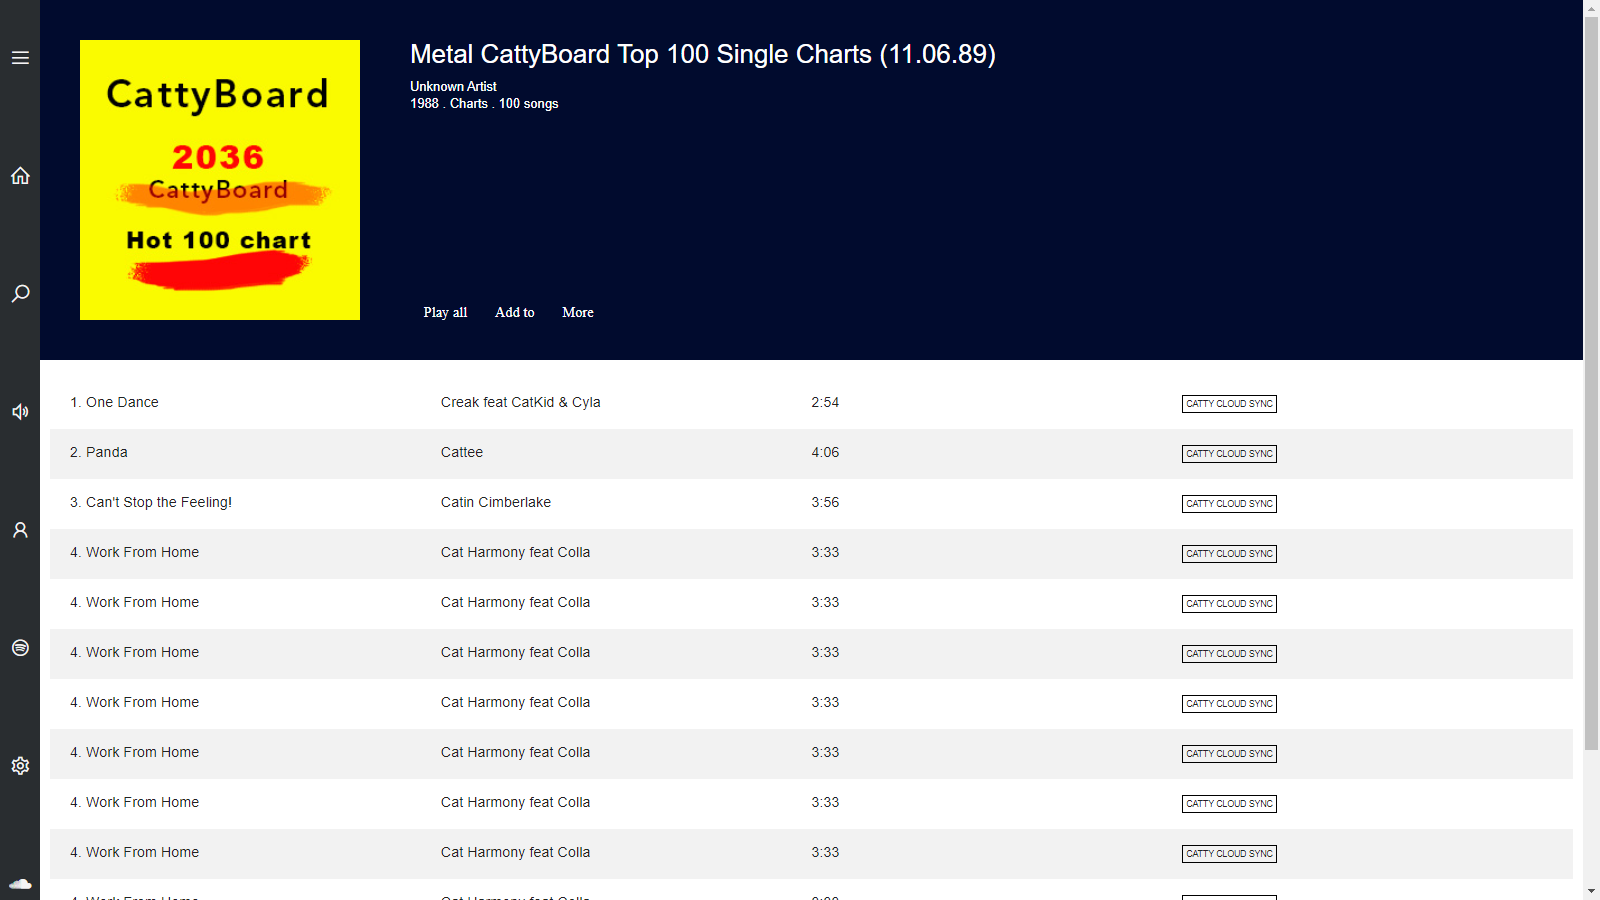 CattyBoard
2036
CattyBoard
Hot 100 chart
Metal CattyBoard Top 100 Single Charts (11.06.89)
Unknown Artist
1988 . Charts . 100 songs
Play all Add to More
1. One Dance Creak feat CatKid & Cyla 2:54 CATTY CLOUD SYNC
2. Panda Cattee 4:06 CATTY CLOUD SYNC
3. Can't Stop the Feeling! Catin Cimberlake 3:56 CATTY CLOUD SYNC
4. Work From Home Cat Harmony feat Colla 3:33 CATTY CLOUD SYNC
4. Work From Home Cat Harmony feat Colla 3:33 CATTY CLOUD SYNC
4. Work From Home Cat Harmony feat Colla 3:33 CATTY CLOUD SYNC
4. Work From Home Cat Harmony feat Colla 3:33 CATTY CLOUD SYNC
4. Work From Home Cat Harmony feat Colla 3:33 CATTY CLOUD SYNC
4. Work From Home Cat Harmony feat Colla 3:33 CATTY CLOUD SYNC
4. Work From Home Cat Harmony feat Colla 3:33 CATTY CLOUD SYNC